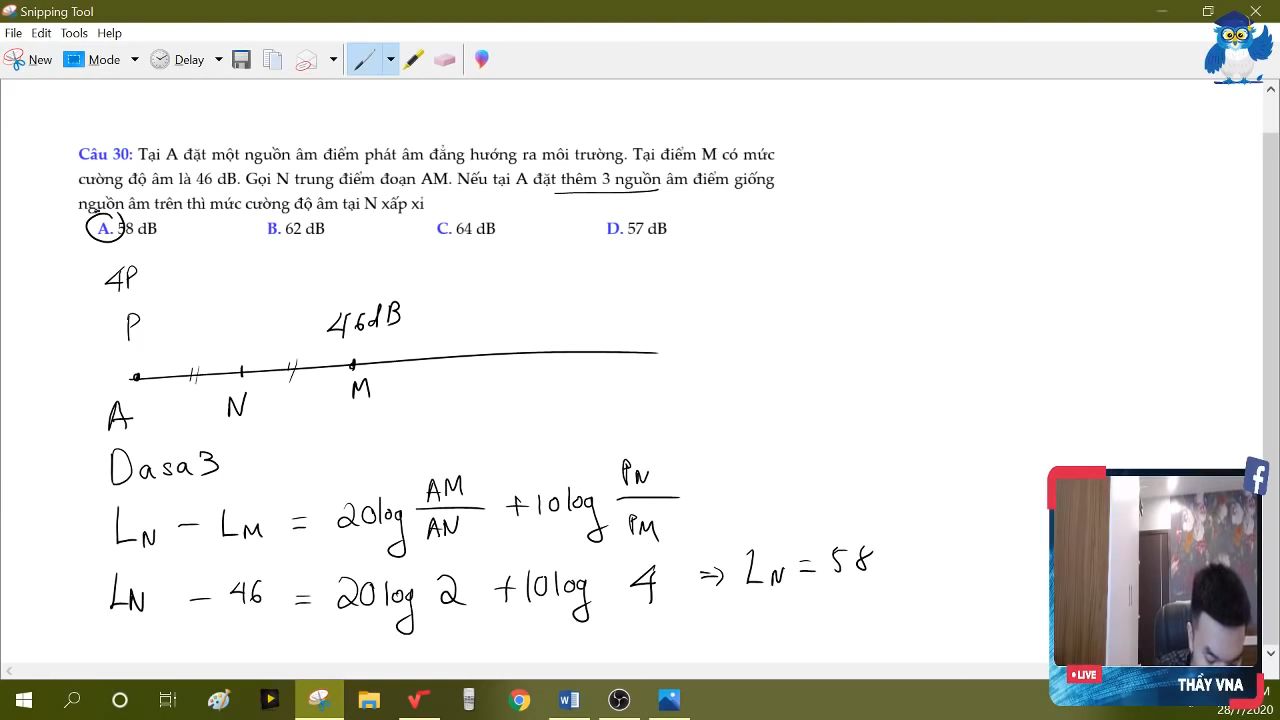 Snipping Tool
File Edit Tools Help
New Mode Delay
Câu 30: Tại A đặt một nguồn âm điểm phát âm đẳng hướng ra môi trường. Tại điểm M có mức
cường độ âm là 46 dB. Gọi N trung điểm đoạn AM. Nếu tại A đặt thêm 3 nguồn âm điểm giống
nguồn âm trên thì mức cường độ âm tại N xấp xỉ
A. 58 dB B. 62 dB C. 64 dB D. 57 dB
4P
P 46dB
A N M
Dasa3
LN - LM = 20log AM/AN + 10log PN/PM
LN - 46 = 20log 2 + 10log 4 => LN = 58
LIVE
THẦY VNA
28/7/2020